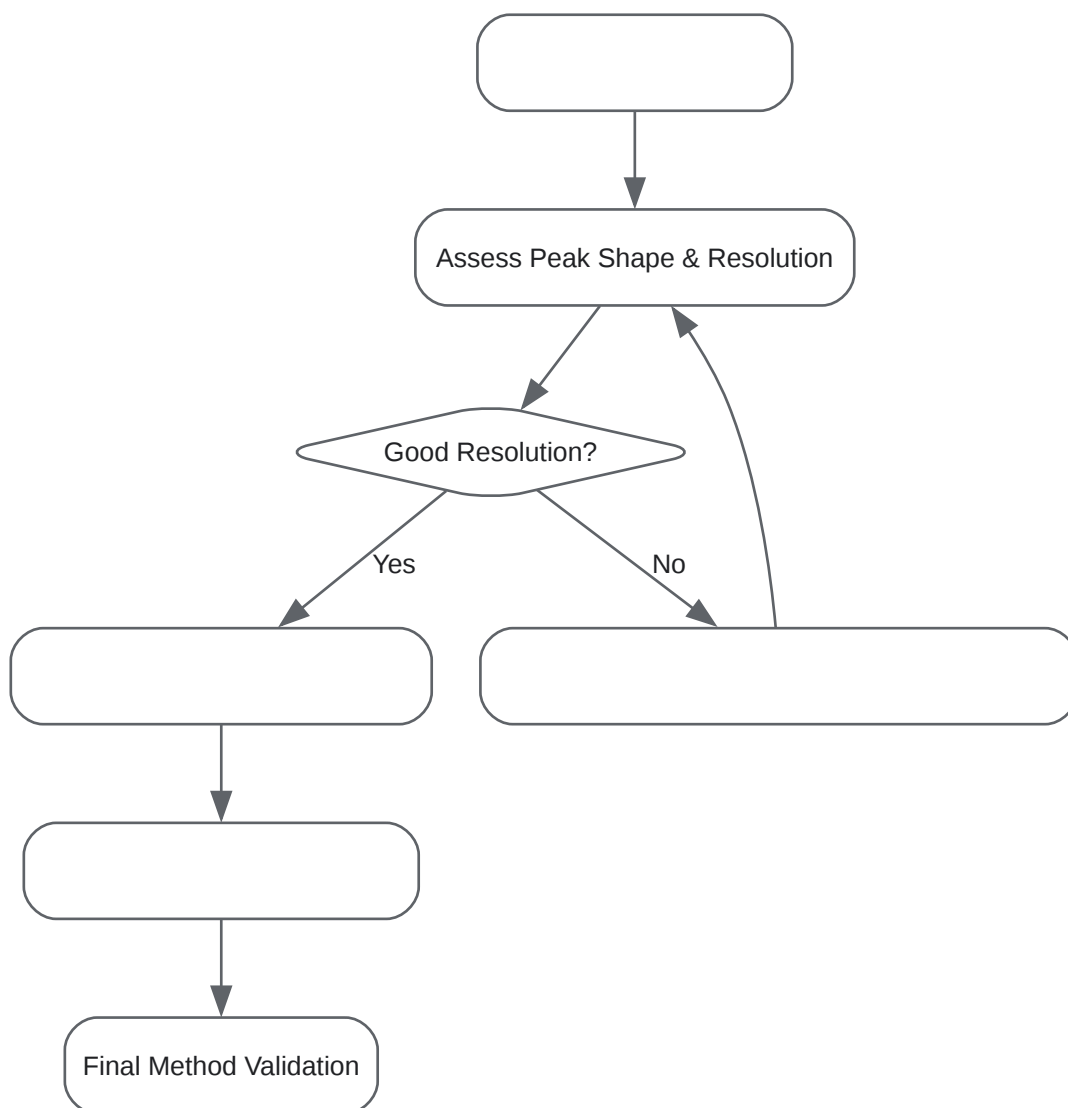 Assess Peak Shape & Resolution
Good Resolution?
Yes
No
Final Method Validation